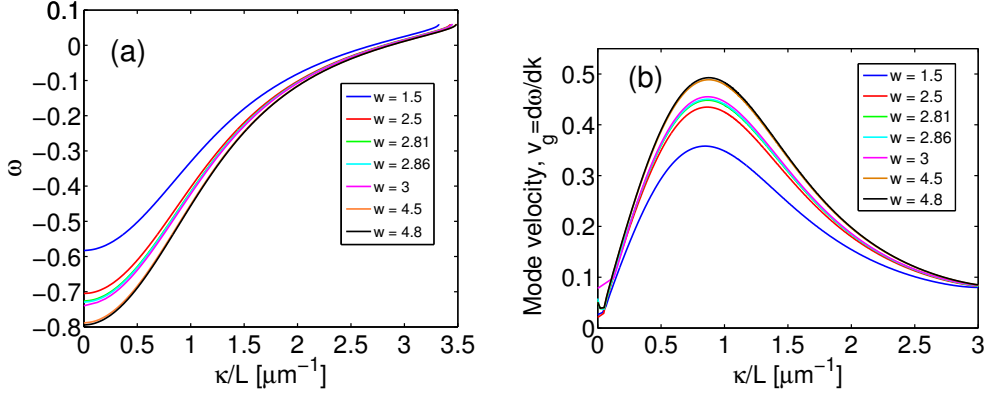 (a)
0.1
0
−0.1
−0.2
−0.3
−0.4
−0.5
−0.6
−0.7
−0.8
ω
w = 1.5
w = 2.5
w = 2.81
w = 2.86
w = 3
w = 4.5
w = 4.8
0 0.5 1 1.5 2 2.5 3 3.5
κ/L [μm⁻¹]
(b)
0.5
0.4
0.3
0.2
0.1
0
Mode velocity, v_g=dω/dk
w = 1.5
w = 2.5
w = 2.81
w = 2.86
w = 3
w = 4.5
w = 4.8
0 0.5 1 1.5 2 2.5 3
κ/L [μm⁻¹]